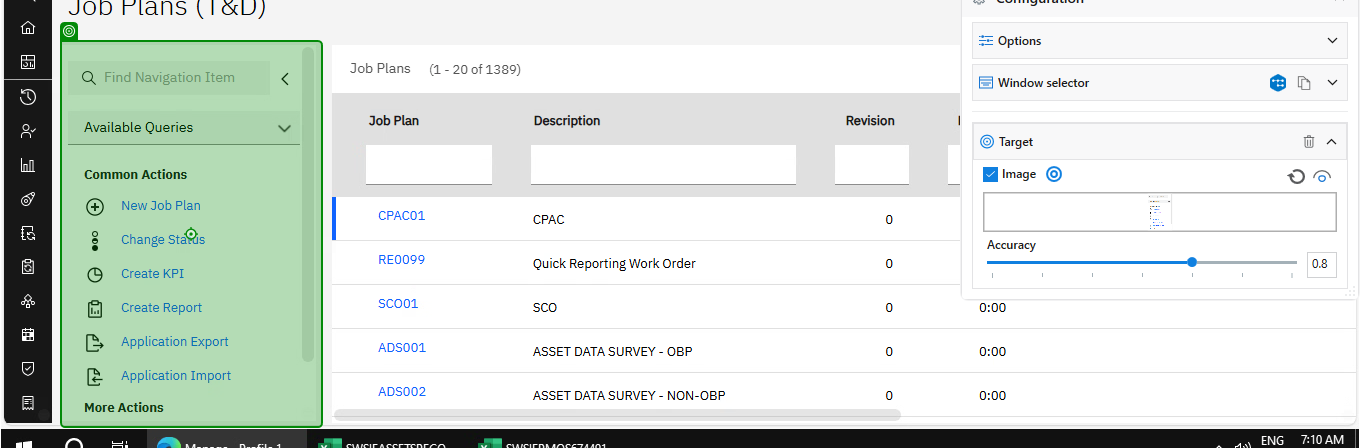 Job Plans (T&D)
Find Navigation Item
Available Queries
Common Actions
New Job Plan
Change Status
Create KPI
Create Report
Application Export
Application Import
More Actions
Job Plans (1 - 20 of 1389)
Job Plan Description Revision
CPAC01 CPAC 0
RE0099 Quick Reporting Work Order 0
SCO01 SCO 0 0:00
ADS001 ASSET DATA SURVEY - OBP 0 0:00
ADS002 ASSET DATA SURVEY - NON-OBP 0 0:00
Configuration
Options
Window selector
Target
Image
Accuracy
0.8
Manage - Profile 1
ENG 7:10 AM